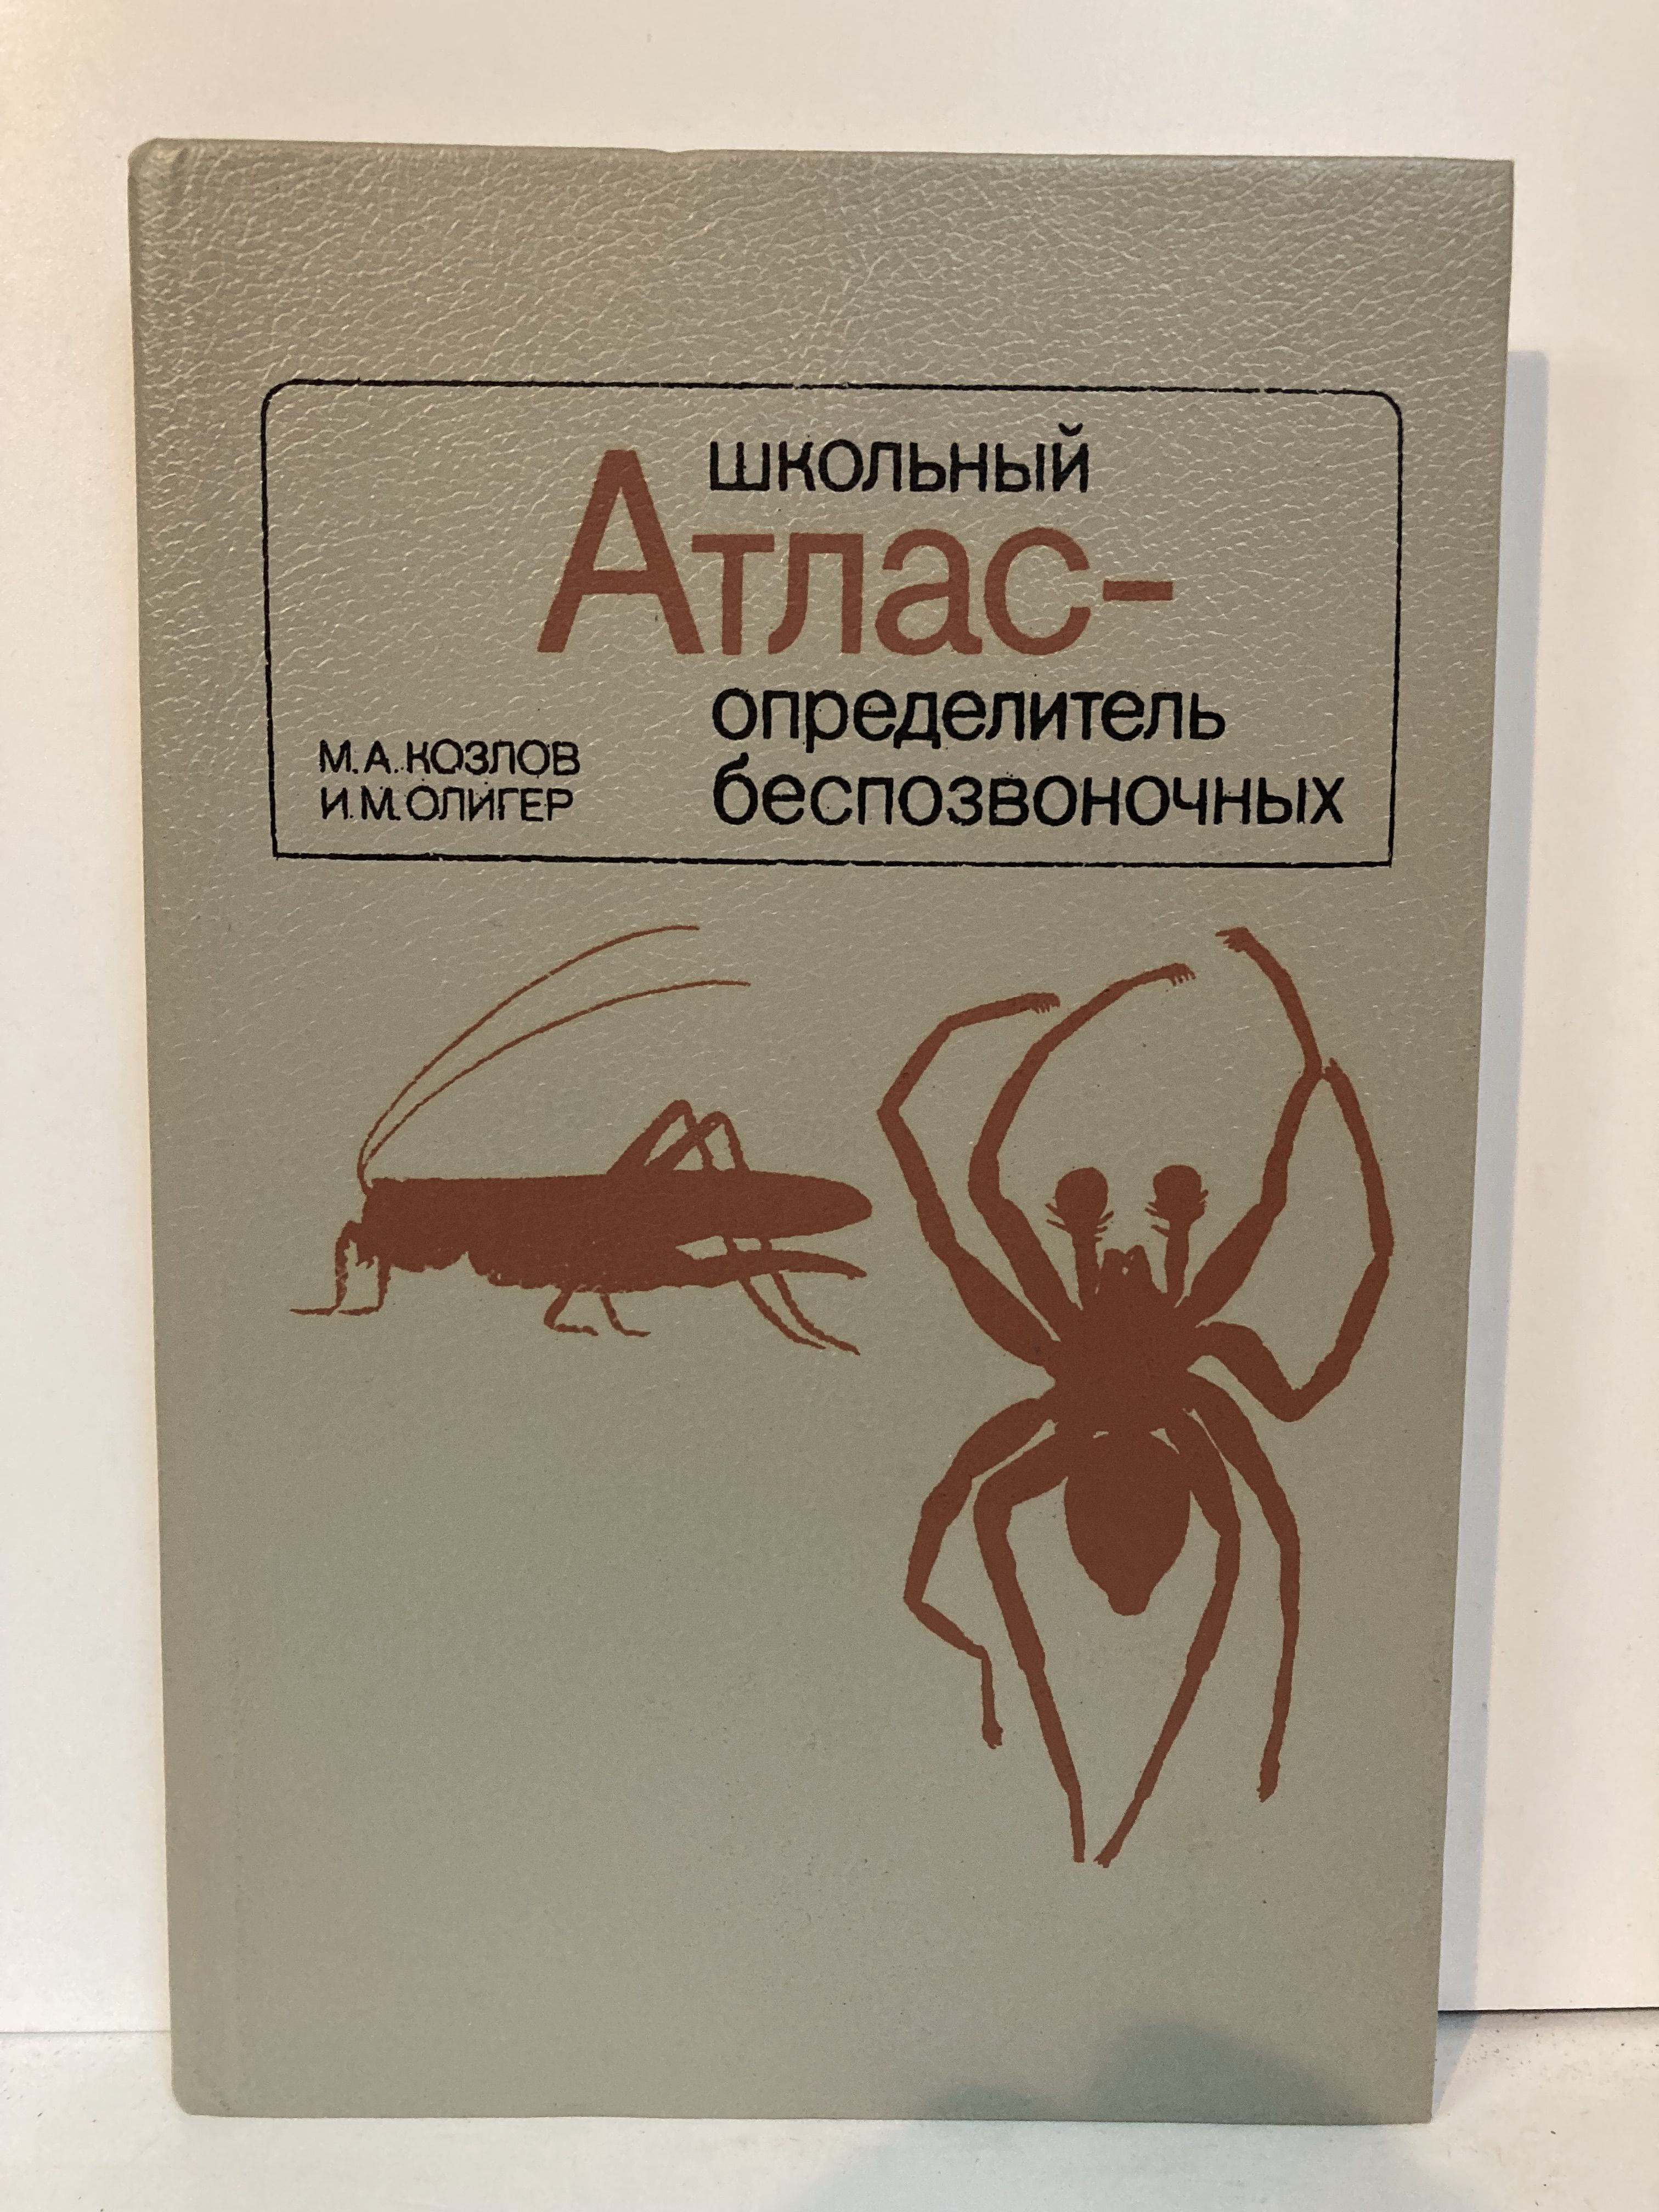 школьный
Атлас-
определитель
беспозвоночных
М.А.КОЗЛОВ
И.М.ОЛИГЕР